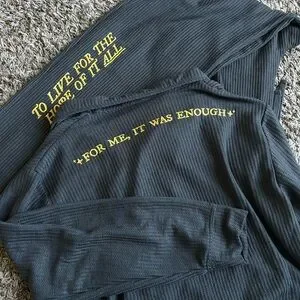 TO LIVE FOR THE
HOPE OF IT ALL
FOR ME, IT WAS ENOUGH